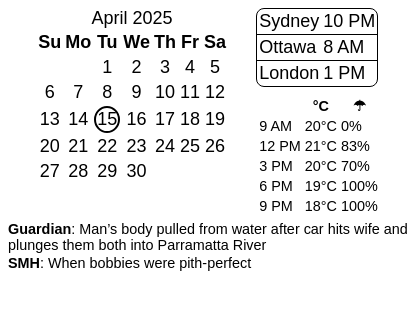 April 2025
Su Mo Tu We Th Fr Sa
1 2 3 4 5
6 7 8 9 10 11 12
13 14 15 16 17 18 19
20 21 22 23 24 25 26
27 28 29 30
Sydney 10 PM
Ottawa 8 AM
London 1 PM
°C ☂
9 AM 20°C 0%
12 PM 21°C 83%
3 PM 20°C 70%
6 PM 19°C 100%
9 PM 18°C 100%
Guardian: Man’s body pulled from water after car hits wife and
plunges them both into Parramatta River
SMH: When bobbies were pith-perfect